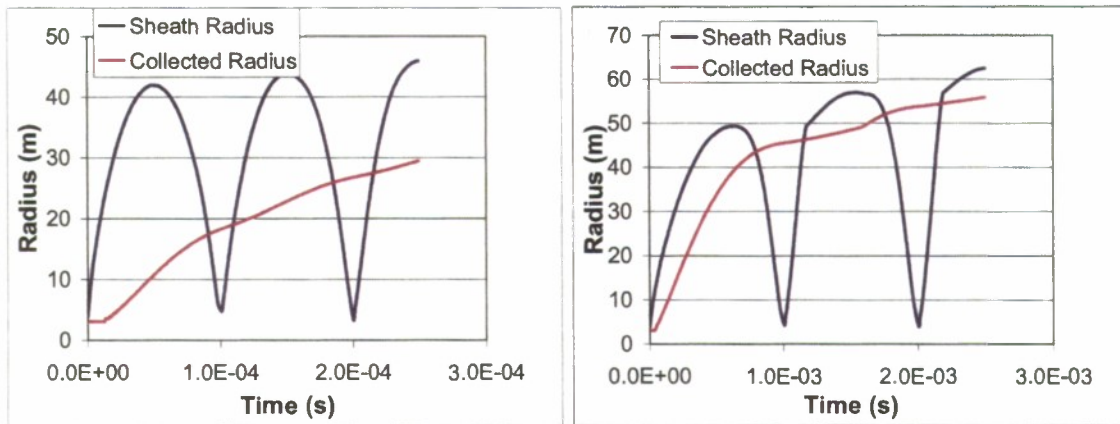 Sheath Radius
Collected Radius
50
40
30
20
10
0
Radius (m)
0.0E+00 1.0E-04 2.0E-04 3.0E-04
Time (s)
Sheath Radius
Collected Radius
70
60
50
40
30
20
10
0
Radius (m)
0.0E+00 1.0E-03 2.0E-03 3.0E-03
Time (s)